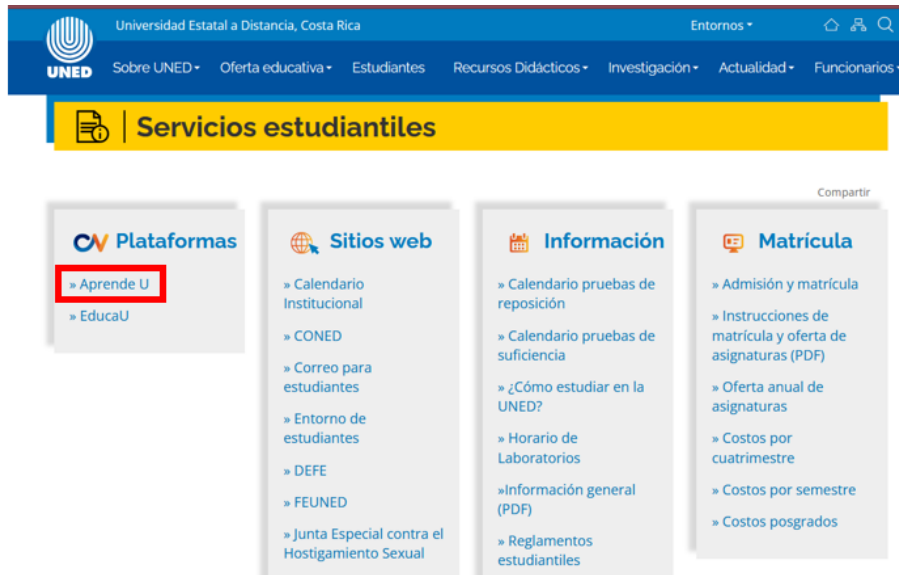 Universidad Estatal a Distancia, Costa Rica
Entornos
UNED
Sobre UNED
Oferta educativa
Estudiantes
Recursos Didácticos
Investigación
Actualidad
Funcionarios
Servicios estudiantiles
Compartir
Plataformas
» Aprende U
» EducaU
Sitios web
» Calendario
Institucional
» CONED
» Correo para
estudiantes
» Entorno de
estudiantes
» DEFE
» FEUNED
» Junta Especial contra el
Hostigamiento Sexual
Información
» Calendario pruebas de
reposición
» Calendario pruebas de
suficiencia
» ¿Cómo estudiar en la
UNED?
» Horario de
Laboratorios
»Información general
(PDF)
» Reglamentos
estudiantiles
Matrícula
» Admisión y matrícula
» Instrucciones de
matrícula y oferta de
asignaturas (PDF)
» Oferta anual de
asignaturas
» Costos por
cuatrimestre
» Costos por semestre
» Costos posgrados